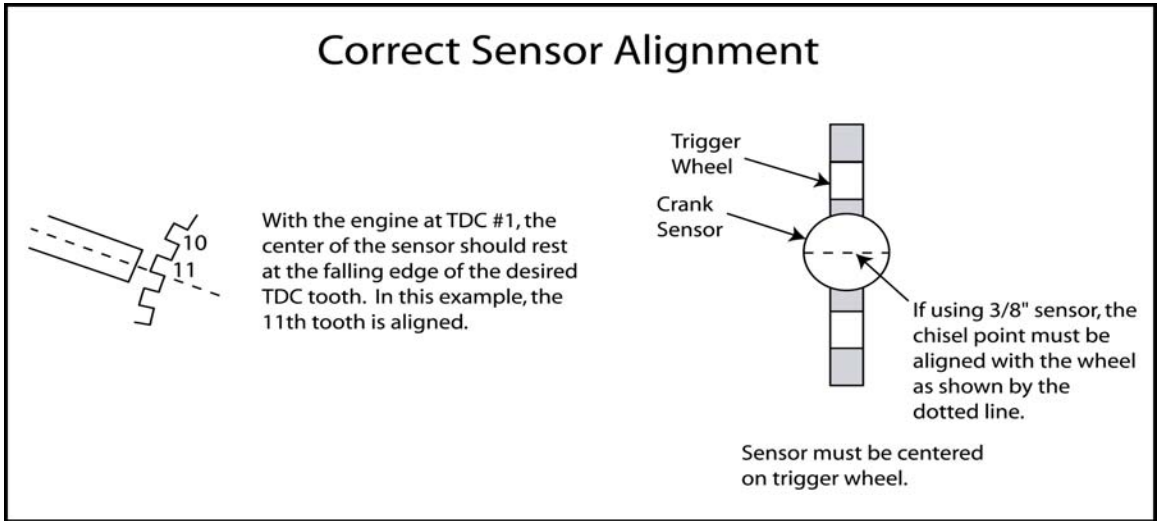 Correct Sensor Alignment
10
11
With the engine at TDC #1, the
center of the sensor should rest
at the falling edge of the desired
TDC tooth. In this example, the
11th tooth is aligned.
Trigger
Wheel
Crank
Sensor
If using 3/8" sensor, the
chisel point must be
aligned with the wheel
as shown by the
dotted line.
Sensor must be centered
on trigger wheel.